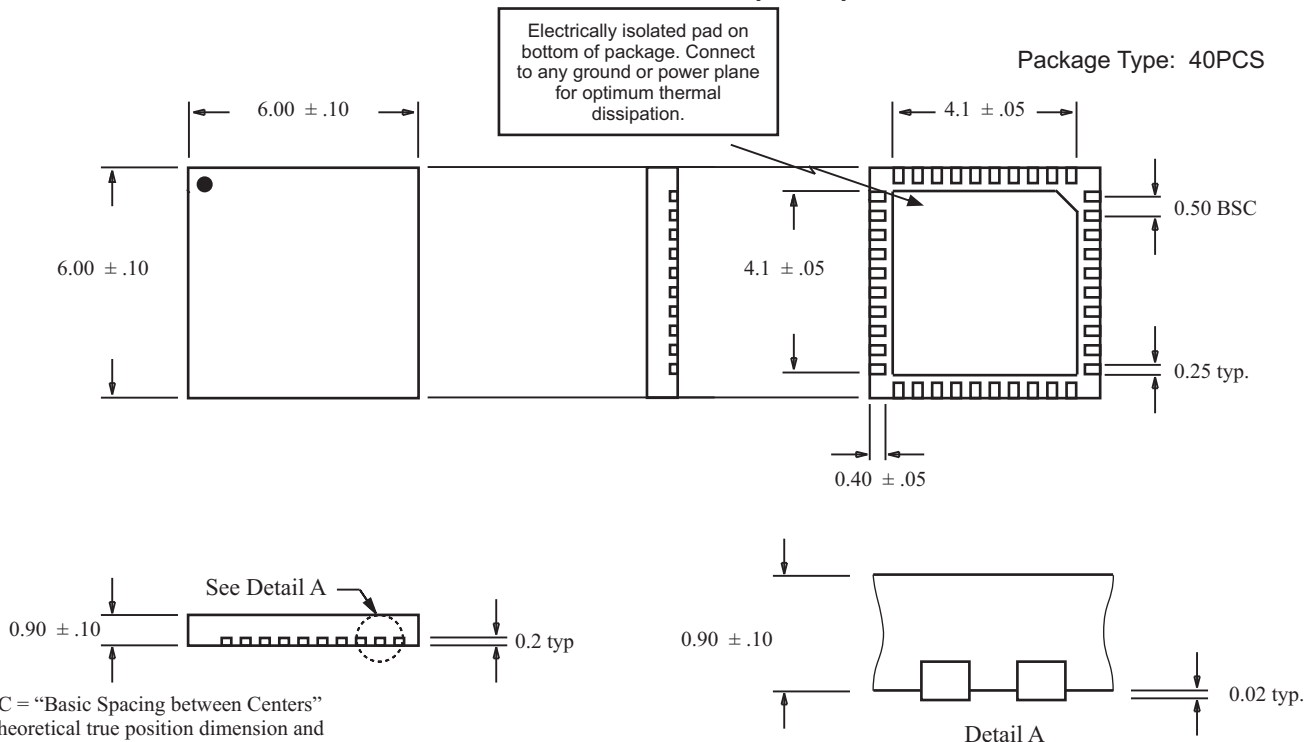 Electrically isolated pad on
bottom of package. Connect
to any ground or power plane
for optimum thermal
dissipation.
Package Type: 40PCS
6.00 ± .10
4.1 ± .05
6.00 ± .10
4.1 ± .05
0.50 BSC
0.25 typ.
0.40 ± .05
See Detail A
0.90 ± .10
0.2 typ
0.90 ± .10
0.02 typ.
Detail A
C = “Basic Spacing between Centers”
heoretical true position dimension and